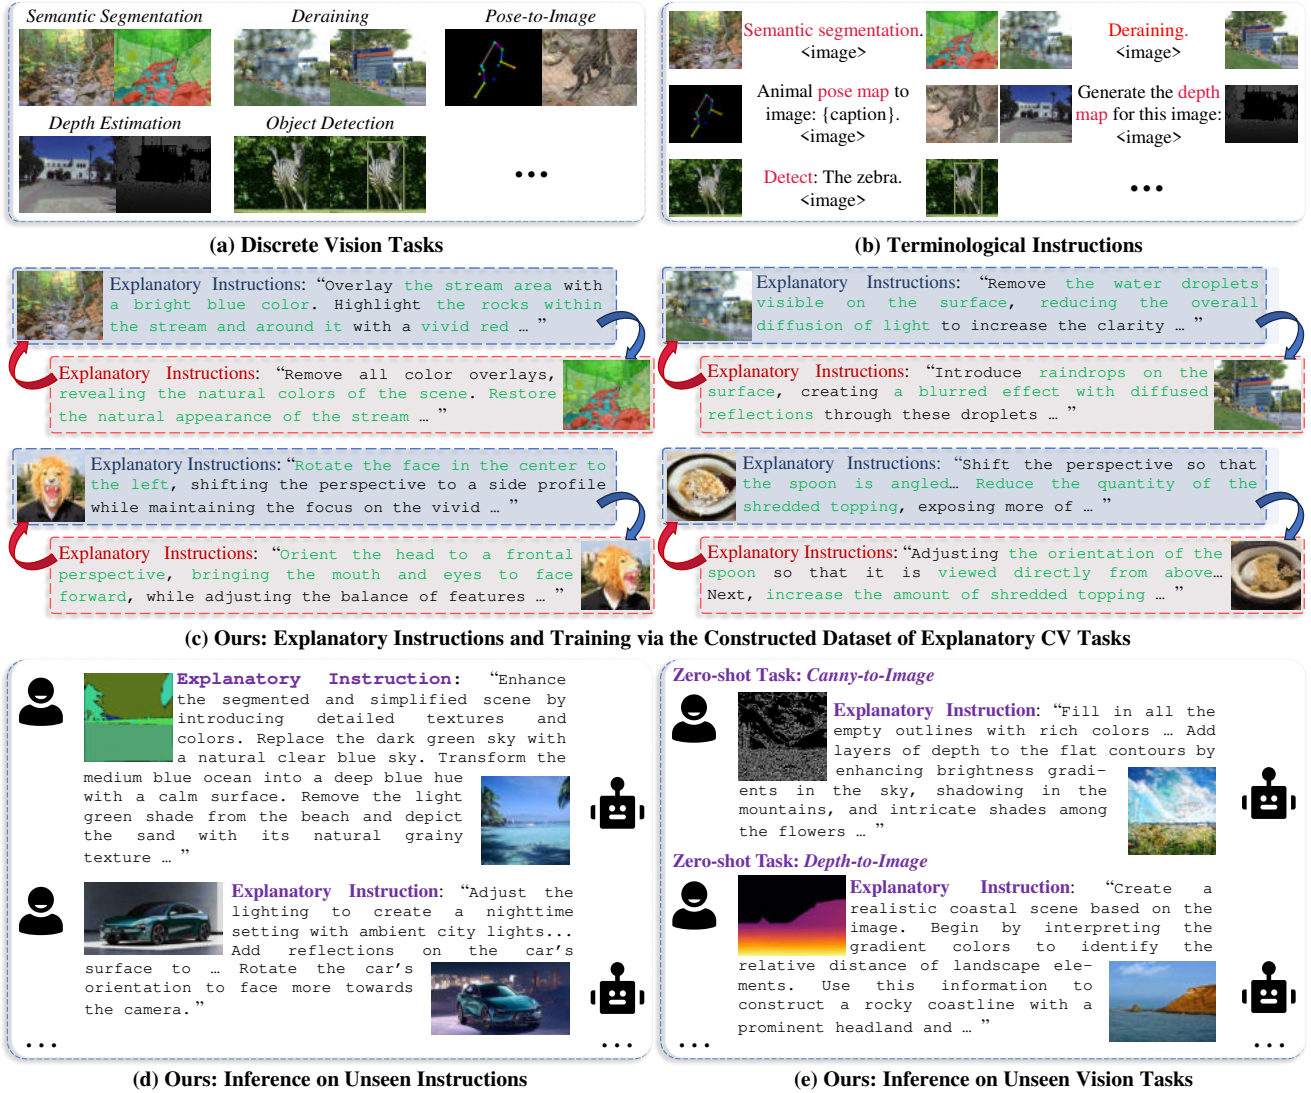 Semantic Segmentation
Deraining
Pose-to-Image
Depth Estimation
Object Detection
...
(a) Discrete Vision Tasks
Semantic segmentation.
<image>
Deraining.
<image>
Animal pose map to
image: {caption}.
<image>
Generate the depth
map for this image:
<image>
Detect: The zebra.
<image>
...
(b) Terminological Instructions
Explanatory Instructions: “Overlay the stream area with
a bright blue color. Highlight the rocks within
the stream and around it with a vivid red … ”
Explanatory Instructions: “Remove all color overlays,
revealing the natural colors of the scene. Restore
the natural appearance of the stream … ”
Explanatory Instructions: “Remove the water droplets
visible on the surface, reducing the overall
diffusion of light to increase the clarity … ”
Explanatory Instructions: “Introduce raindrops on the
surface, creating a blurred effect with diffused
reflections through these droplets … ”
Explanatory Instructions: “Rotate the face in the center to
the left, shifting the perspective to a side profile
while maintaining the focus on the vivid … ”
Explanatory Instructions: “Orient the head to a frontal
perspective, bringing the mouth and eyes to face
forward, while adjusting the balance of features … ”
Explanatory Instructions: “Shift the perspective so that
the spoon is angled… Reduce the quantity of the
shredded topping, exposing more of … ”
Explanatory Instructions: “Adjusting the orientation of the
spoon so that it is viewed directly from above…
Next, increase the amount of shredded topping … ”
(c) Ours: Explanatory Instructions and Training via the Constructed Dataset of Explanatory CV Tasks
Explanatory Instruction: “Enhance
the segmented and simplified scene by
introducing detailed textures and
colors. Replace the dark green sky with
a natural clear blue sky. Transform the
medium blue ocean into a deep blue hue
with a calm surface. Remove the light
green shade from the beach and depict
the sand with its natural grainy
texture … ”
Explanatory Instruction: “Adjust the
lighting to create a nighttime
setting with ambient city lights...
Add reflections on the car’s
surface to … Rotate the car’s
orientation to face more towards
the camera.”
... ...
(d) Ours: Inference on Unseen Instructions
Zero-shot Task: Canny-to-Image
Explanatory Instruction: “Fill in all the
empty outlines with rich colors … Add
layers of depth to the flat contours by
enhancing brightness gradi-
ents in the sky, shadowing in the
mountains, and intricate shades among
the flowers … ”
Zero-shot Task: Depth-to-Image
Explanatory Instruction: “Create a
realistic coastal scene based on the
image. Begin by interpreting the
gradient colors to identify the
relative distance of landscape ele-
ments. Use this information to
construct a rocky coastline with a
prominent headland and … ”
... ...
(e) Ours: Inference on Unseen Vision Tasks